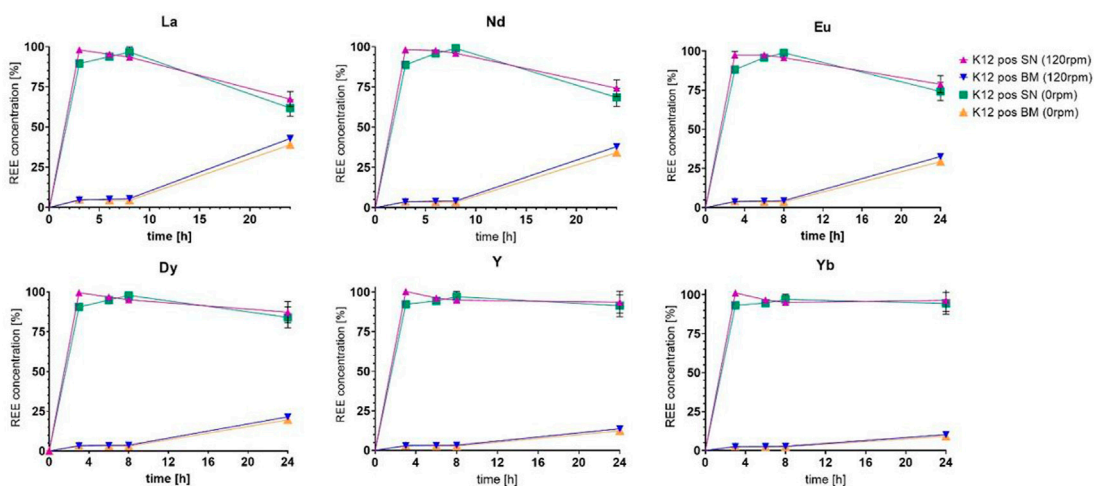 La
Nd
Eu
REE concentration [%]
100
75
50
25
0
0 5 10 15 20
time [h]
REE concentration [%]
100
75
50
25
0
0 5 10 15 20
time [h]
REE concentration [%]
100
75
50
25
0
0 4 8 12 16 20 24
time [h]
K12 pos SN (120rpm)
K12 pos BM (120rpm)
K12 pos SN (0rpm)
K12 pos BM (0rpm)
Dy
Y
Yb
REE concentration [%]
100
75
50
25
0
0 4 8 12 16 20 24
time [h]
REE concentration [%]
100
75
50
25
0
0 4 8 12 16 20 24
time [h]
REE concentration [%]
100
75
50
25
0
0 4 8 12 16 20 24
time [h]